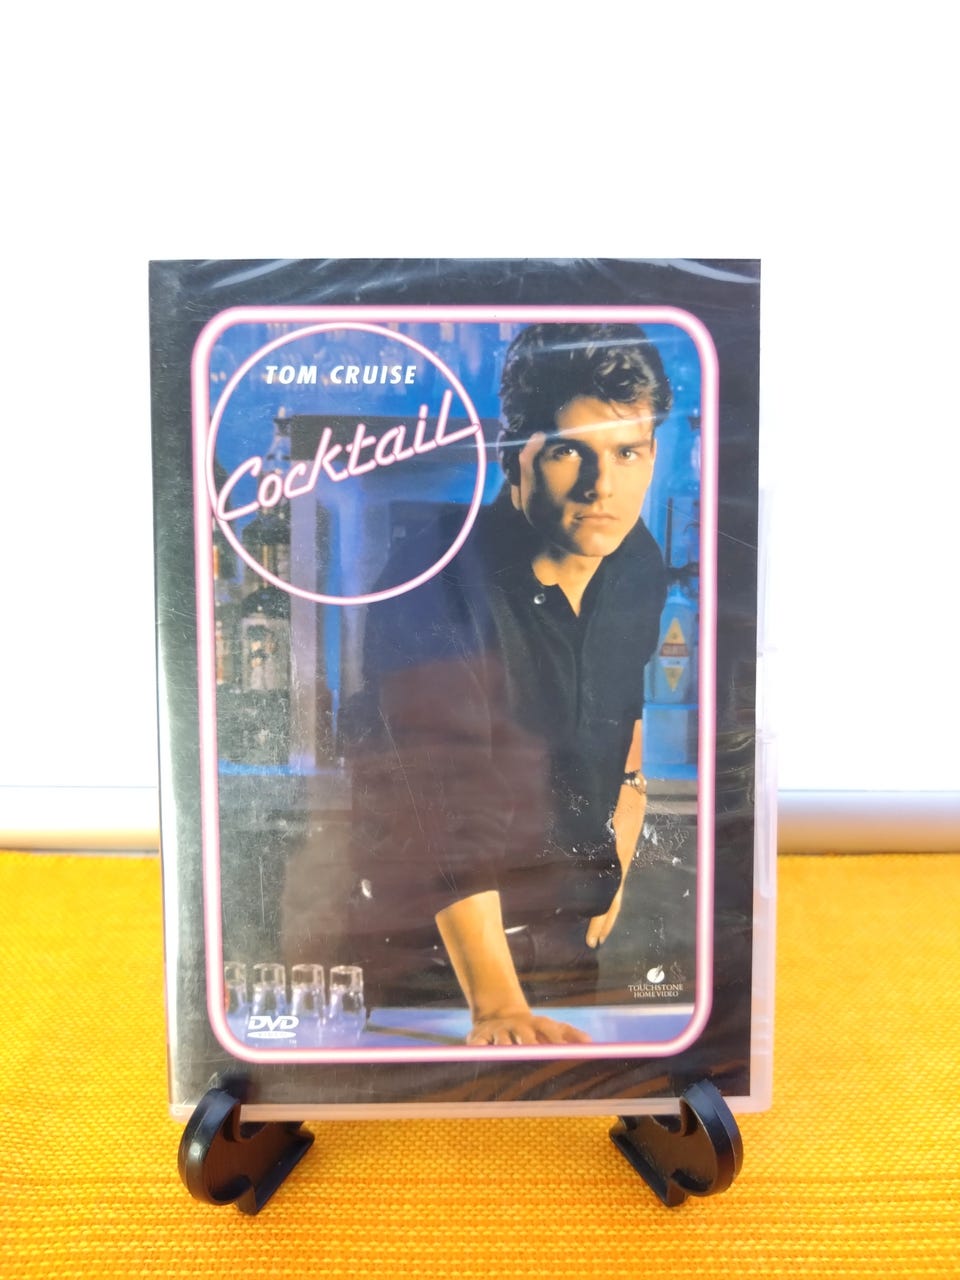 TOM CRUISE
Cocktail
TOUCHSTONE
HOME VIDEO
DVD